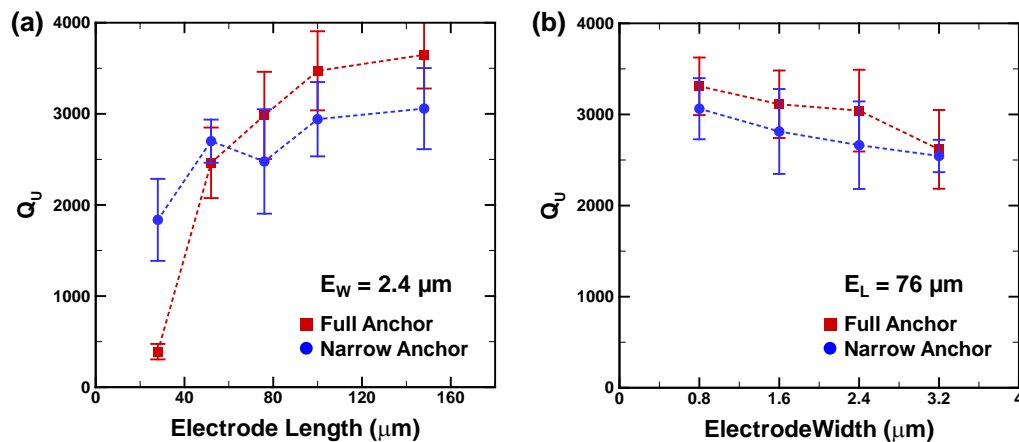 (a)
4000
3000
2000
1000
0
Q_U
0 40 80 120 160
Electrode Length (μm)
E_W = 2.4 μm
Full Anchor
Narrow Anchor
(b)
4000
3000
2000
1000
0
Q_U
0 0.8 1.6 2.4 3.2 4
ElectrodeWidth (μm)
E_L = 76 μm
Full Anchor
Narrow Anchor